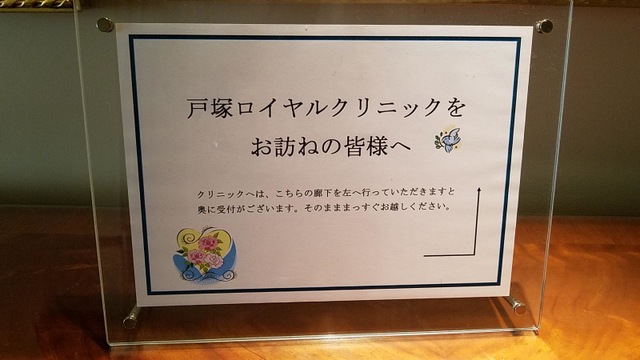 戸塚ロイヤルクリニックを
お訪ねの皆様へ
クリニックへは、こちらの廊下を左へ行っていただきますと
奥に受付がございます。そのまままっすぐお越しください。